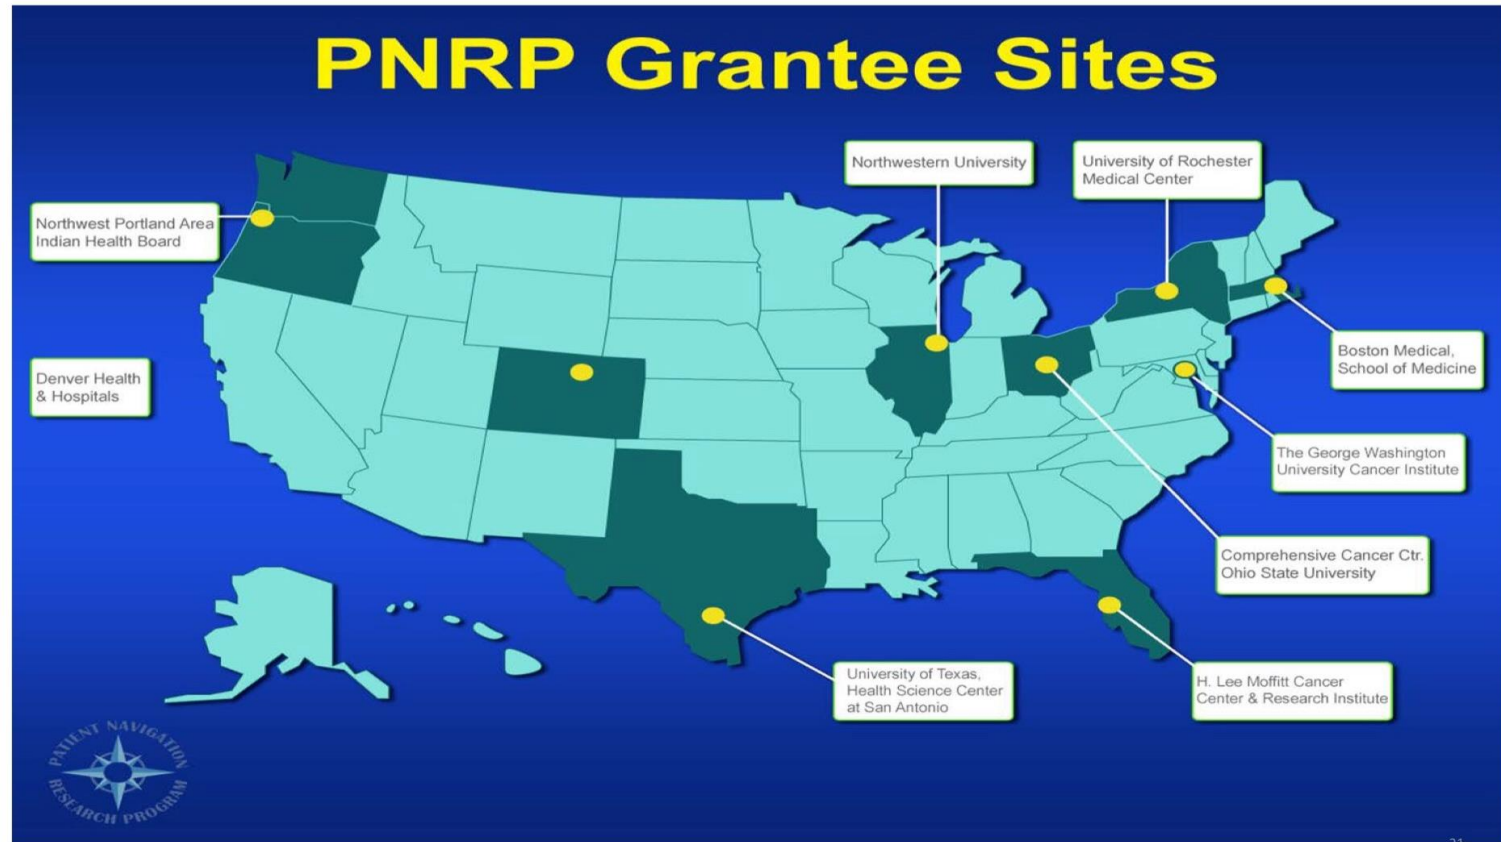 PNRP Grantee Sites
Northwestern University
University of Rochester
Medical Center
Northwest Portland Area
Indian Health Board
Boston Medical,
School of Medicine
Denver Health
& Hospitals
The George Washington
University Cancer Institute
Comprehensive Cancer Ctr.
Ohio State University
University of Texas,
Health Science Center
at San Antonio
H. Lee Moffitt Cancer
Center & Research Institute
PATIENT NAVIGATION
RESEARCH PROGRAM